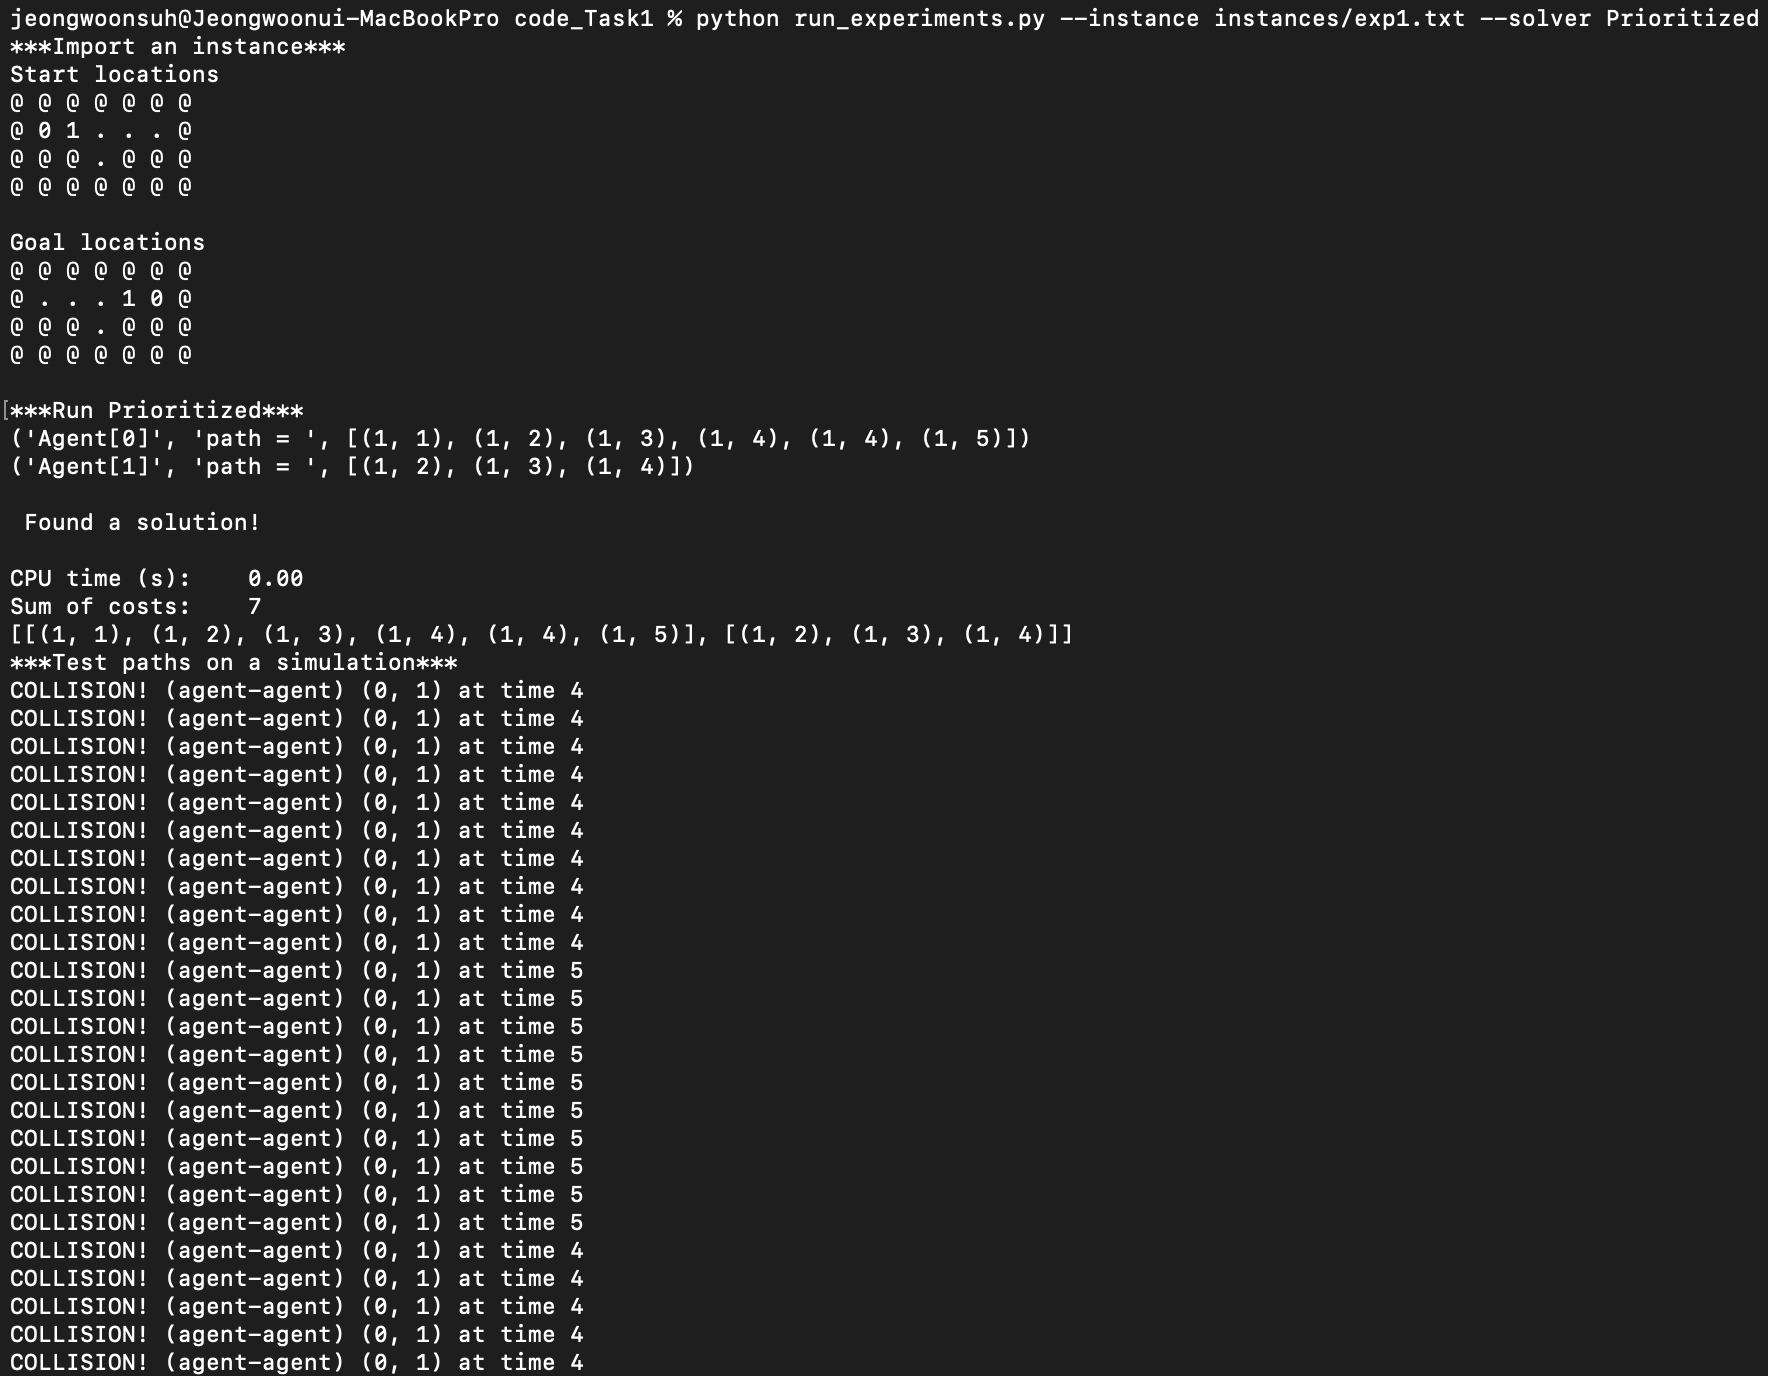 jeongwoonsuh@Jeongwoonui-MacBookPro code_Task1 % python run_experiments.py --instance instances/exp1.txt --solver Prioritized
***Import an instance***
Start locations
@ @ @ @ @ @ @
@ 0 1 . . . @
@ @ @ . @ @ @
@ @ @ @ @ @ @
Goal locations
@ @ @ @ @ @ @
@ . . . 1 0 @
@ @ @ . @ @ @
@ @ @ @ @ @ @
[***Run Prioritized***
('Agent[0]', 'path = ', [(1, 1), (1, 2), (1, 3), (1, 4), (1, 4), (1, 5)])
('Agent[1]', 'path = ', [(1, 2), (1, 3), (1, 4)])
Found a solution!
CPU time (s):    0.00
Sum of costs:    7
[[(1, 1), (1, 2), (1, 3), (1, 4), (1, 4), (1, 5)], [(1, 2), (1, 3), (1, 4)]]
***Test paths on a simulation***
COLLISION! (agent-agent) (0, 1) at time 4
COLLISION! (agent-agent) (0, 1) at time 4
COLLISION! (agent-agent) (0, 1) at time 4
COLLISION! (agent-agent) (0, 1) at time 4
COLLISION! (agent-agent) (0, 1) at time 4
COLLISION! (agent-agent) (0, 1) at time 4
COLLISION! (agent-agent) (0, 1) at time 4
COLLISION! (agent-agent) (0, 1) at time 4
COLLISION! (agent-agent) (0, 1) at time 4
COLLISION! (agent-agent) (0, 1) at time 4
COLLISION! (agent-agent) (0, 1) at time 5
COLLISION! (agent-agent) (0, 1) at time 5
COLLISION! (agent-agent) (0, 1) at time 5
COLLISION! (agent-agent) (0, 1) at time 5
COLLISION! (agent-agent) (0, 1) at time 5
COLLISION! (agent-agent) (0, 1) at time 5
COLLISION! (agent-agent) (0, 1) at time 5
COLLISION! (agent-agent) (0, 1) at time 5
COLLISION! (agent-agent) (0, 1) at time 5
COLLISION! (agent-agent) (0, 1) at time 5
COLLISION! (agent-agent) (0, 1) at time 4
COLLISION! (agent-agent) (0, 1) at time 4
COLLISION! (agent-agent) (0, 1) at time 4
COLLISION! (agent-agent) (0, 1) at time 4
COLLISION! (agent-agent) (0, 1) at time 4